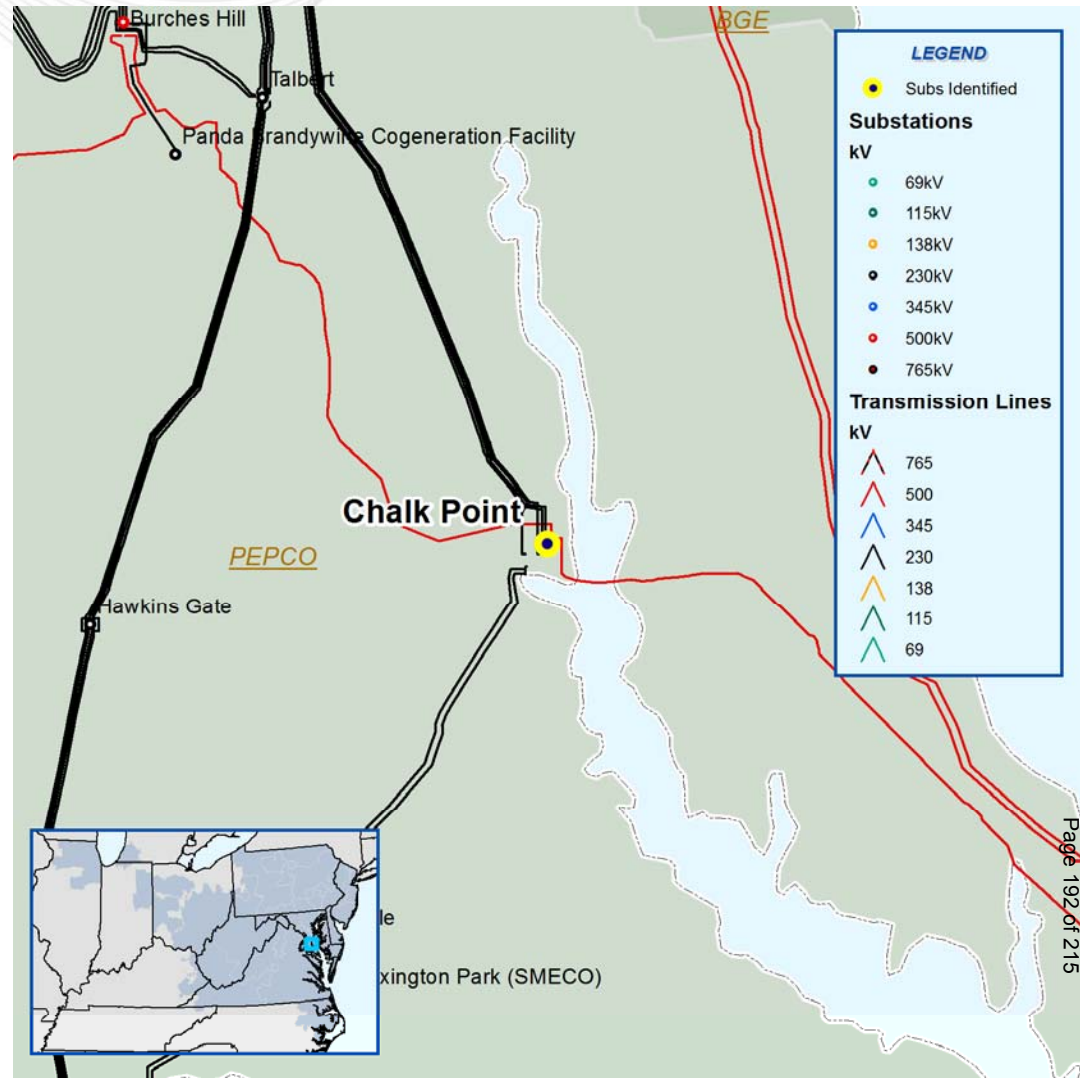 Burches Hill
BGE
Talbert
Panda Brandywine Cogeneration Facility
Chalk Point
PEPCO
Hawkins Gate
le
xington Park (SMECO)
LEGEND
Subs Identified
Substations
kV
69kV
115kV
138kV
230kV
345kV
500kV
765kV
Transmission Lines
kV
765
500
345
230
138
115
69
Page 192 of 215